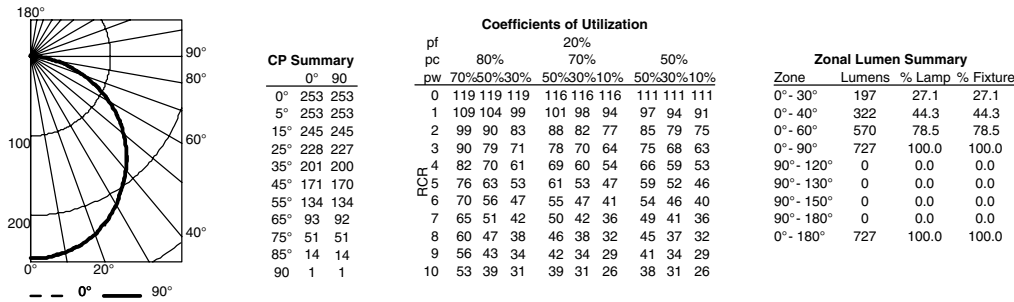 180°
90°
80°
60°
40°
100
200
0° 20°
0° 90°
CP Summary
0° 90
0° 253 253
5° 253 253
15° 245 245
25° 228 227
35° 201 200
45° 171 170
55° 134 134
65° 93 92
75° 51 51
85° 14 14
90 1 1
Coefficients of Utilization
pf 20%
pc 80% 70% 50%
pw 70%50%30% 50%30%10% 50%30%10%
RCR
0 119 119 119 116 116 116 111 111 111
1 109 104 99 101 98 94 97 94 91
2 99 90 83 88 82 77 85 79 75
3 90 79 71 78 70 64 75 68 63
4 82 70 61 69 60 54 66 59 53
5 76 63 53 61 53 47 59 52 46
6 70 56 47 55 47 41 54 46 40
7 65 51 42 50 42 36 49 41 36
8 60 47 38 46 38 32 45 37 32
9 56 43 34 42 34 29 41 34 29
10 53 39 31 39 31 26 38 31 26
Zonal Lumen Summary
Zone Lumens % Lamp % Fixture
0°- 30° 197 27.1 27.1
0°- 40° 322 44.3 44.3
0°- 60° 570 78.5 78.5
0°- 90° 727 100.0 100.0
90°- 120° 0 0.0 0.0
90°- 130° 0 0.0 0.0
90°- 150° 0 0.0 0.0
90°- 180° 0 0.0 0.0
0°- 180° 727 100.0 100.0